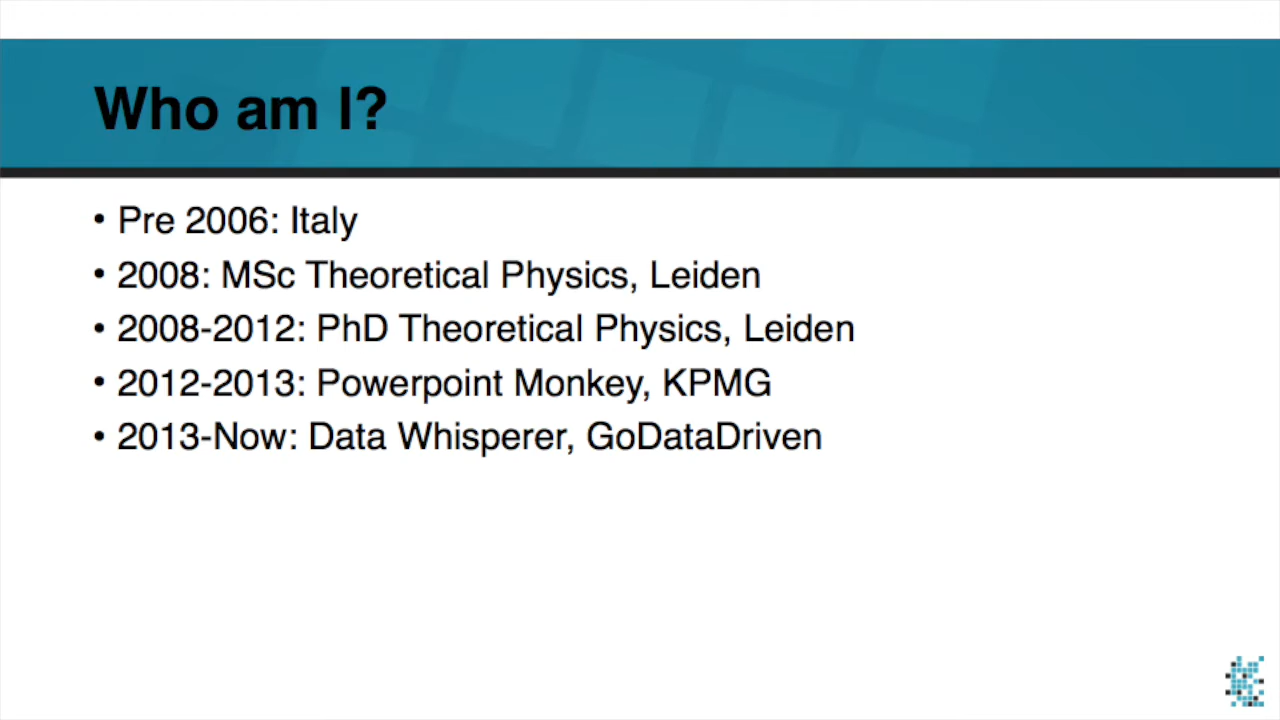 Who am I?
• Pre 2006: Italy
• 2008: MSc Theoretical Physics, Leiden
• 2008-2012: PhD Theoretical Physics, Leiden
• 2012-2013: Powerpoint Monkey, KPMG
• 2013-Now: Data Whisperer, GoDataDriven